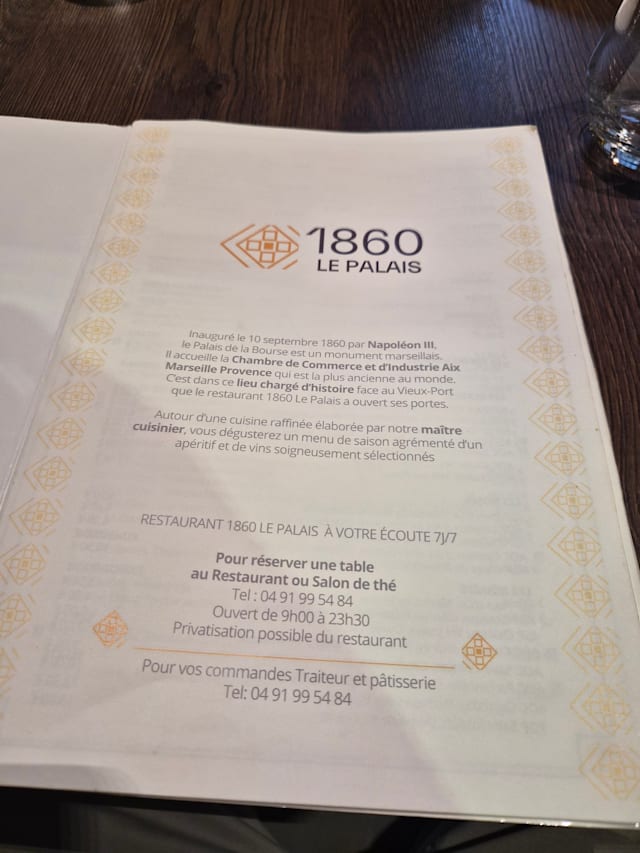 1860
LE PALAIS
Inauguré le 10 septembre 1860 par Napoléon III,
le Palais de la Bourse est un monument marseillais.
Il accueille la Chambre de Commerce et d'Industrie Aix
Marseille Provence qui est la plus ancienne au monde.
C'est dans ce lieu chargé d'histoire face au Vieux-Port
que le restaurant 1860 Le Palais a ouvert ses portes.
Autour d'une cuisine raffinée élaborée par notre maître
cuisinier, vous dégusterez un menu de saison agrémenté d'un
apéritif et de vins soigneusement sélectionnés
RESTAURANT 1860 LE PALAIS À VOTRE ÉCOUTE 7J/7
Pour réserver une table
au Restaurant ou Salon de thé
Tel : 04 91 99 54 84
Ouvert de 9h00 à 23h30
Privatisation possible du restaurant
Pour vos commandes Traiteur et pâtisserie
Tel: 04 91 99 54 84